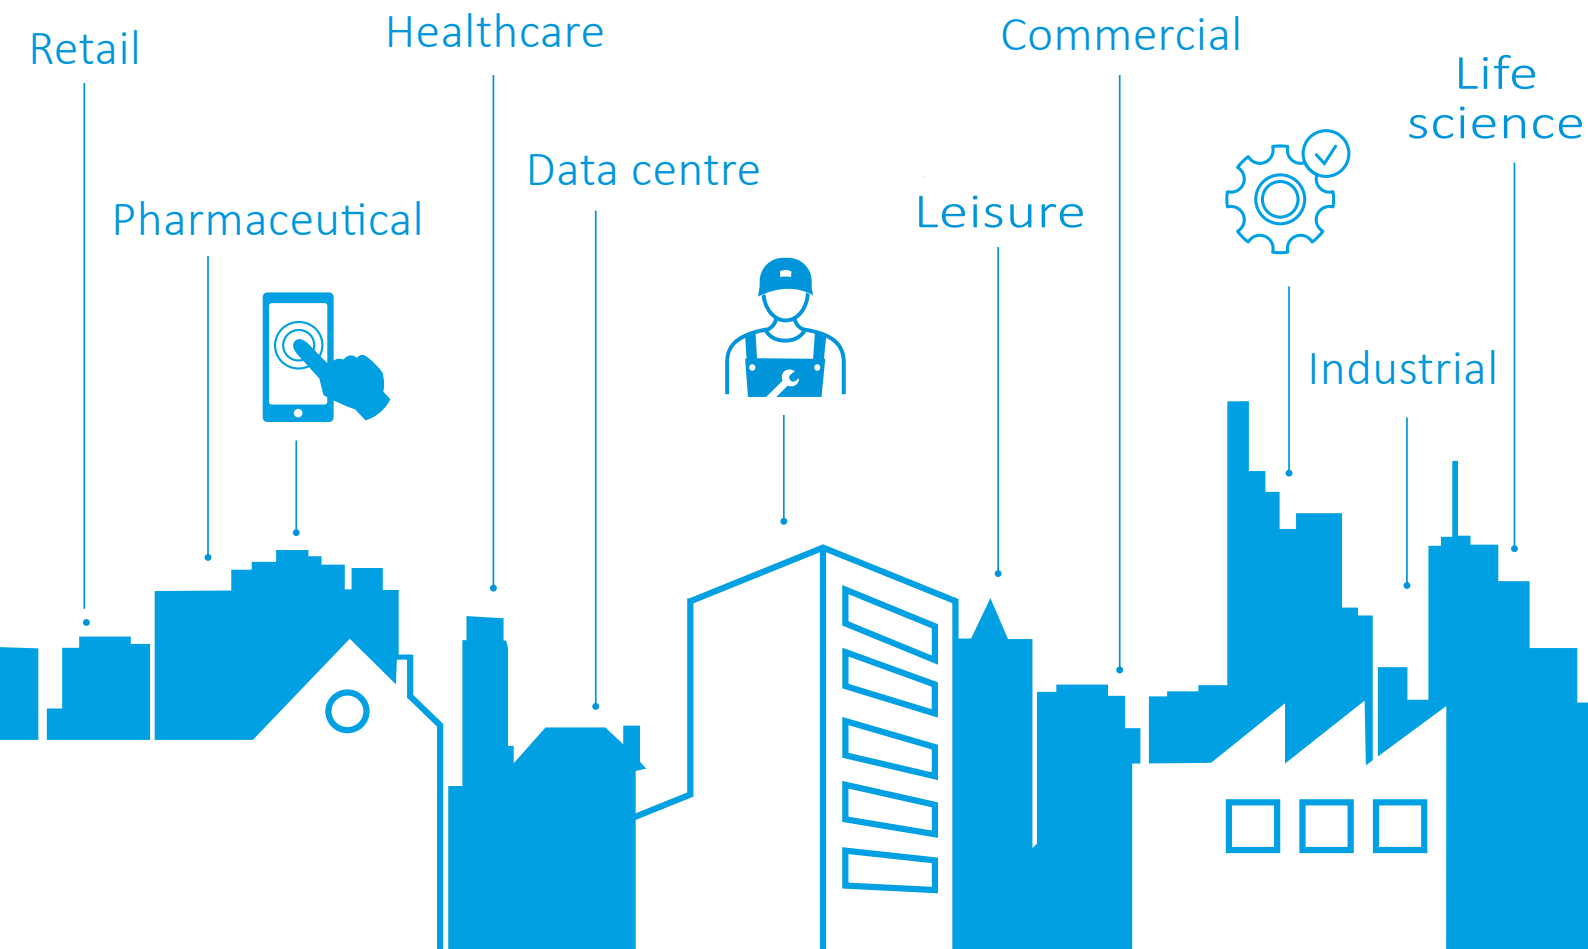 Retail
Healthcare
Commercial
Life
science
Data centre
Pharmaceutical
Leisure
Industrial